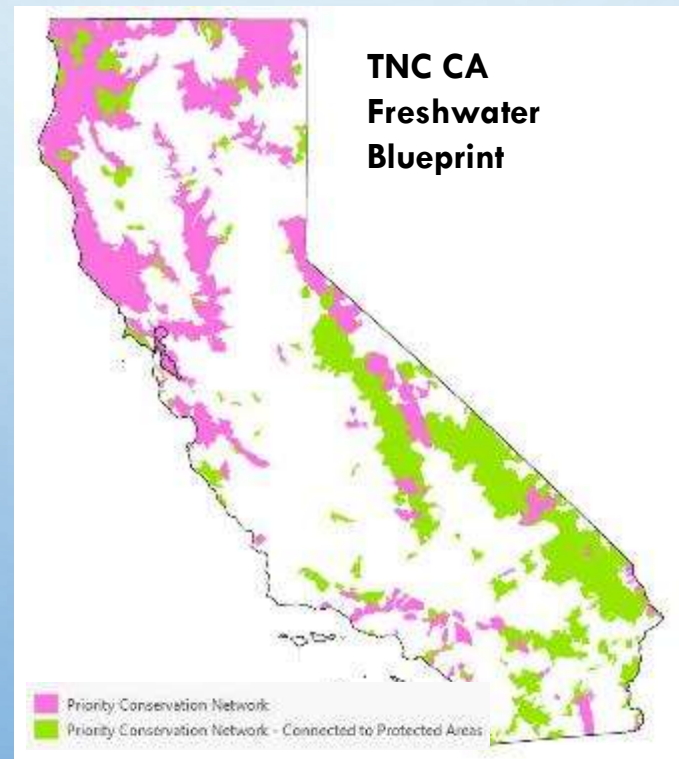 TNC CA
Freshwater
Blueprint
Priority Conservation Network
Priority Conservation Network - Connected to Protected Areas